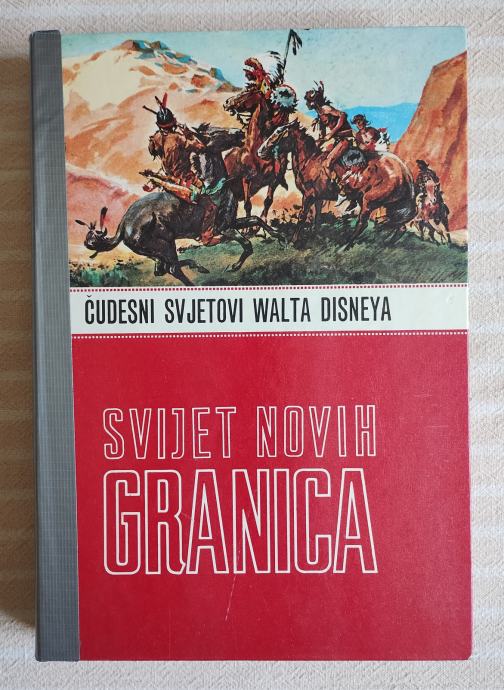 ČUDESNI SVJETOVI WALTA DISNEYA
SVIJET NOVIH
GRANICA